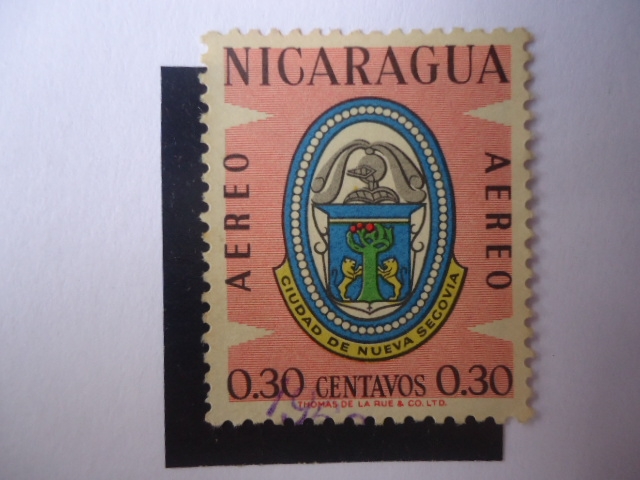 NICARAGUA
AEREO
AEREO
CIUDAD DE NUEVA SEGOVIA
0.30 CENTAVOS 0.30
THOMAS DE LA RUE & CO. LTD.